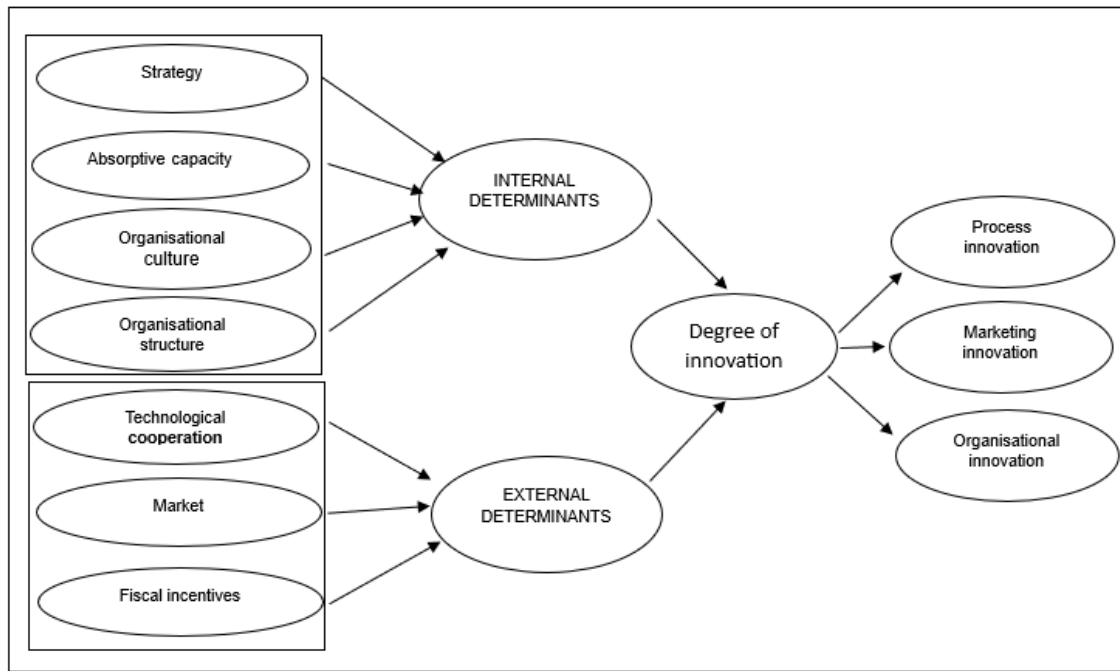 Strategy
Absorptive capacity
Organisational
culture
Organisational
structure
Technological
cooperation
Market
Fiscal incentives
INTERNAL
DETERMINANTS
EXTERNAL
DETERMINANTS
Degree of
innovation
Process
innovation
Marketing
innovation
Organisational
innovation